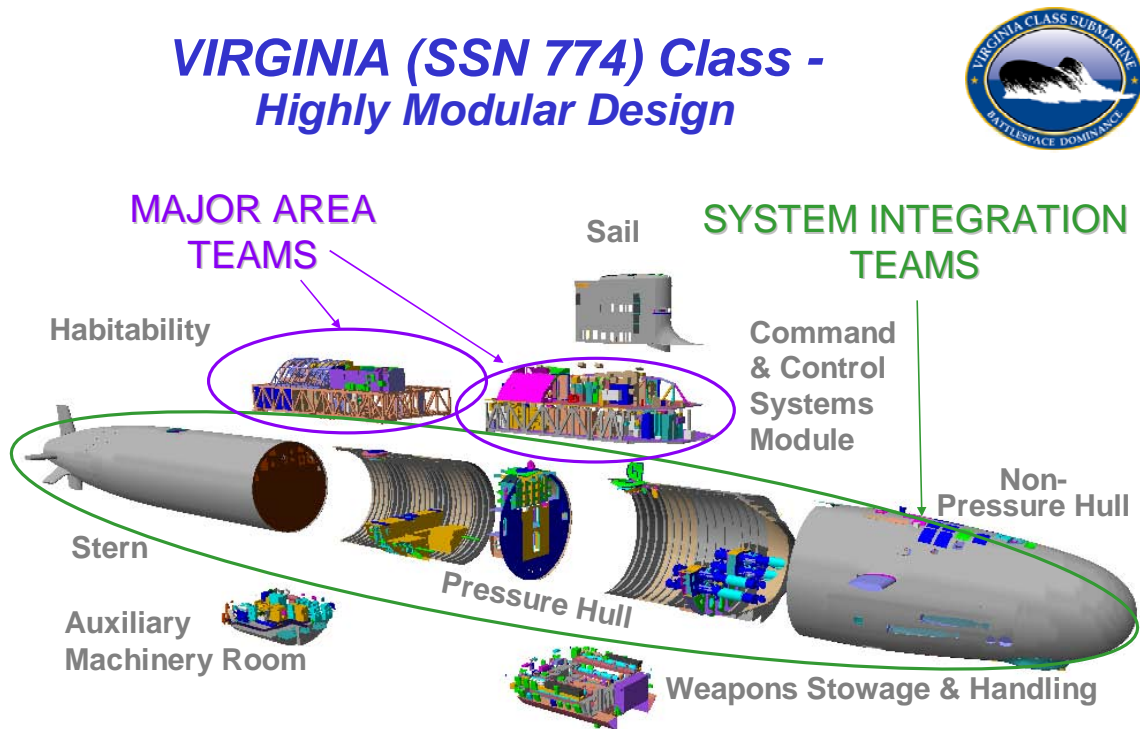 VIRGINIA (SSN 774) Class -
Highly Modular Design
VIRGINIA CLASS SUBMARINE
BATTLESPACE DOMINANCE
MAJOR AREA
TEAMS
Sail
SYSTEM INTEGRATION
TEAMS
Habitability
Command
& Control
Systems
Module
Non-
Pressure Hull
Stern
Pressure Hull
Auxiliary
Machinery Room
Weapons Stowage & Handling